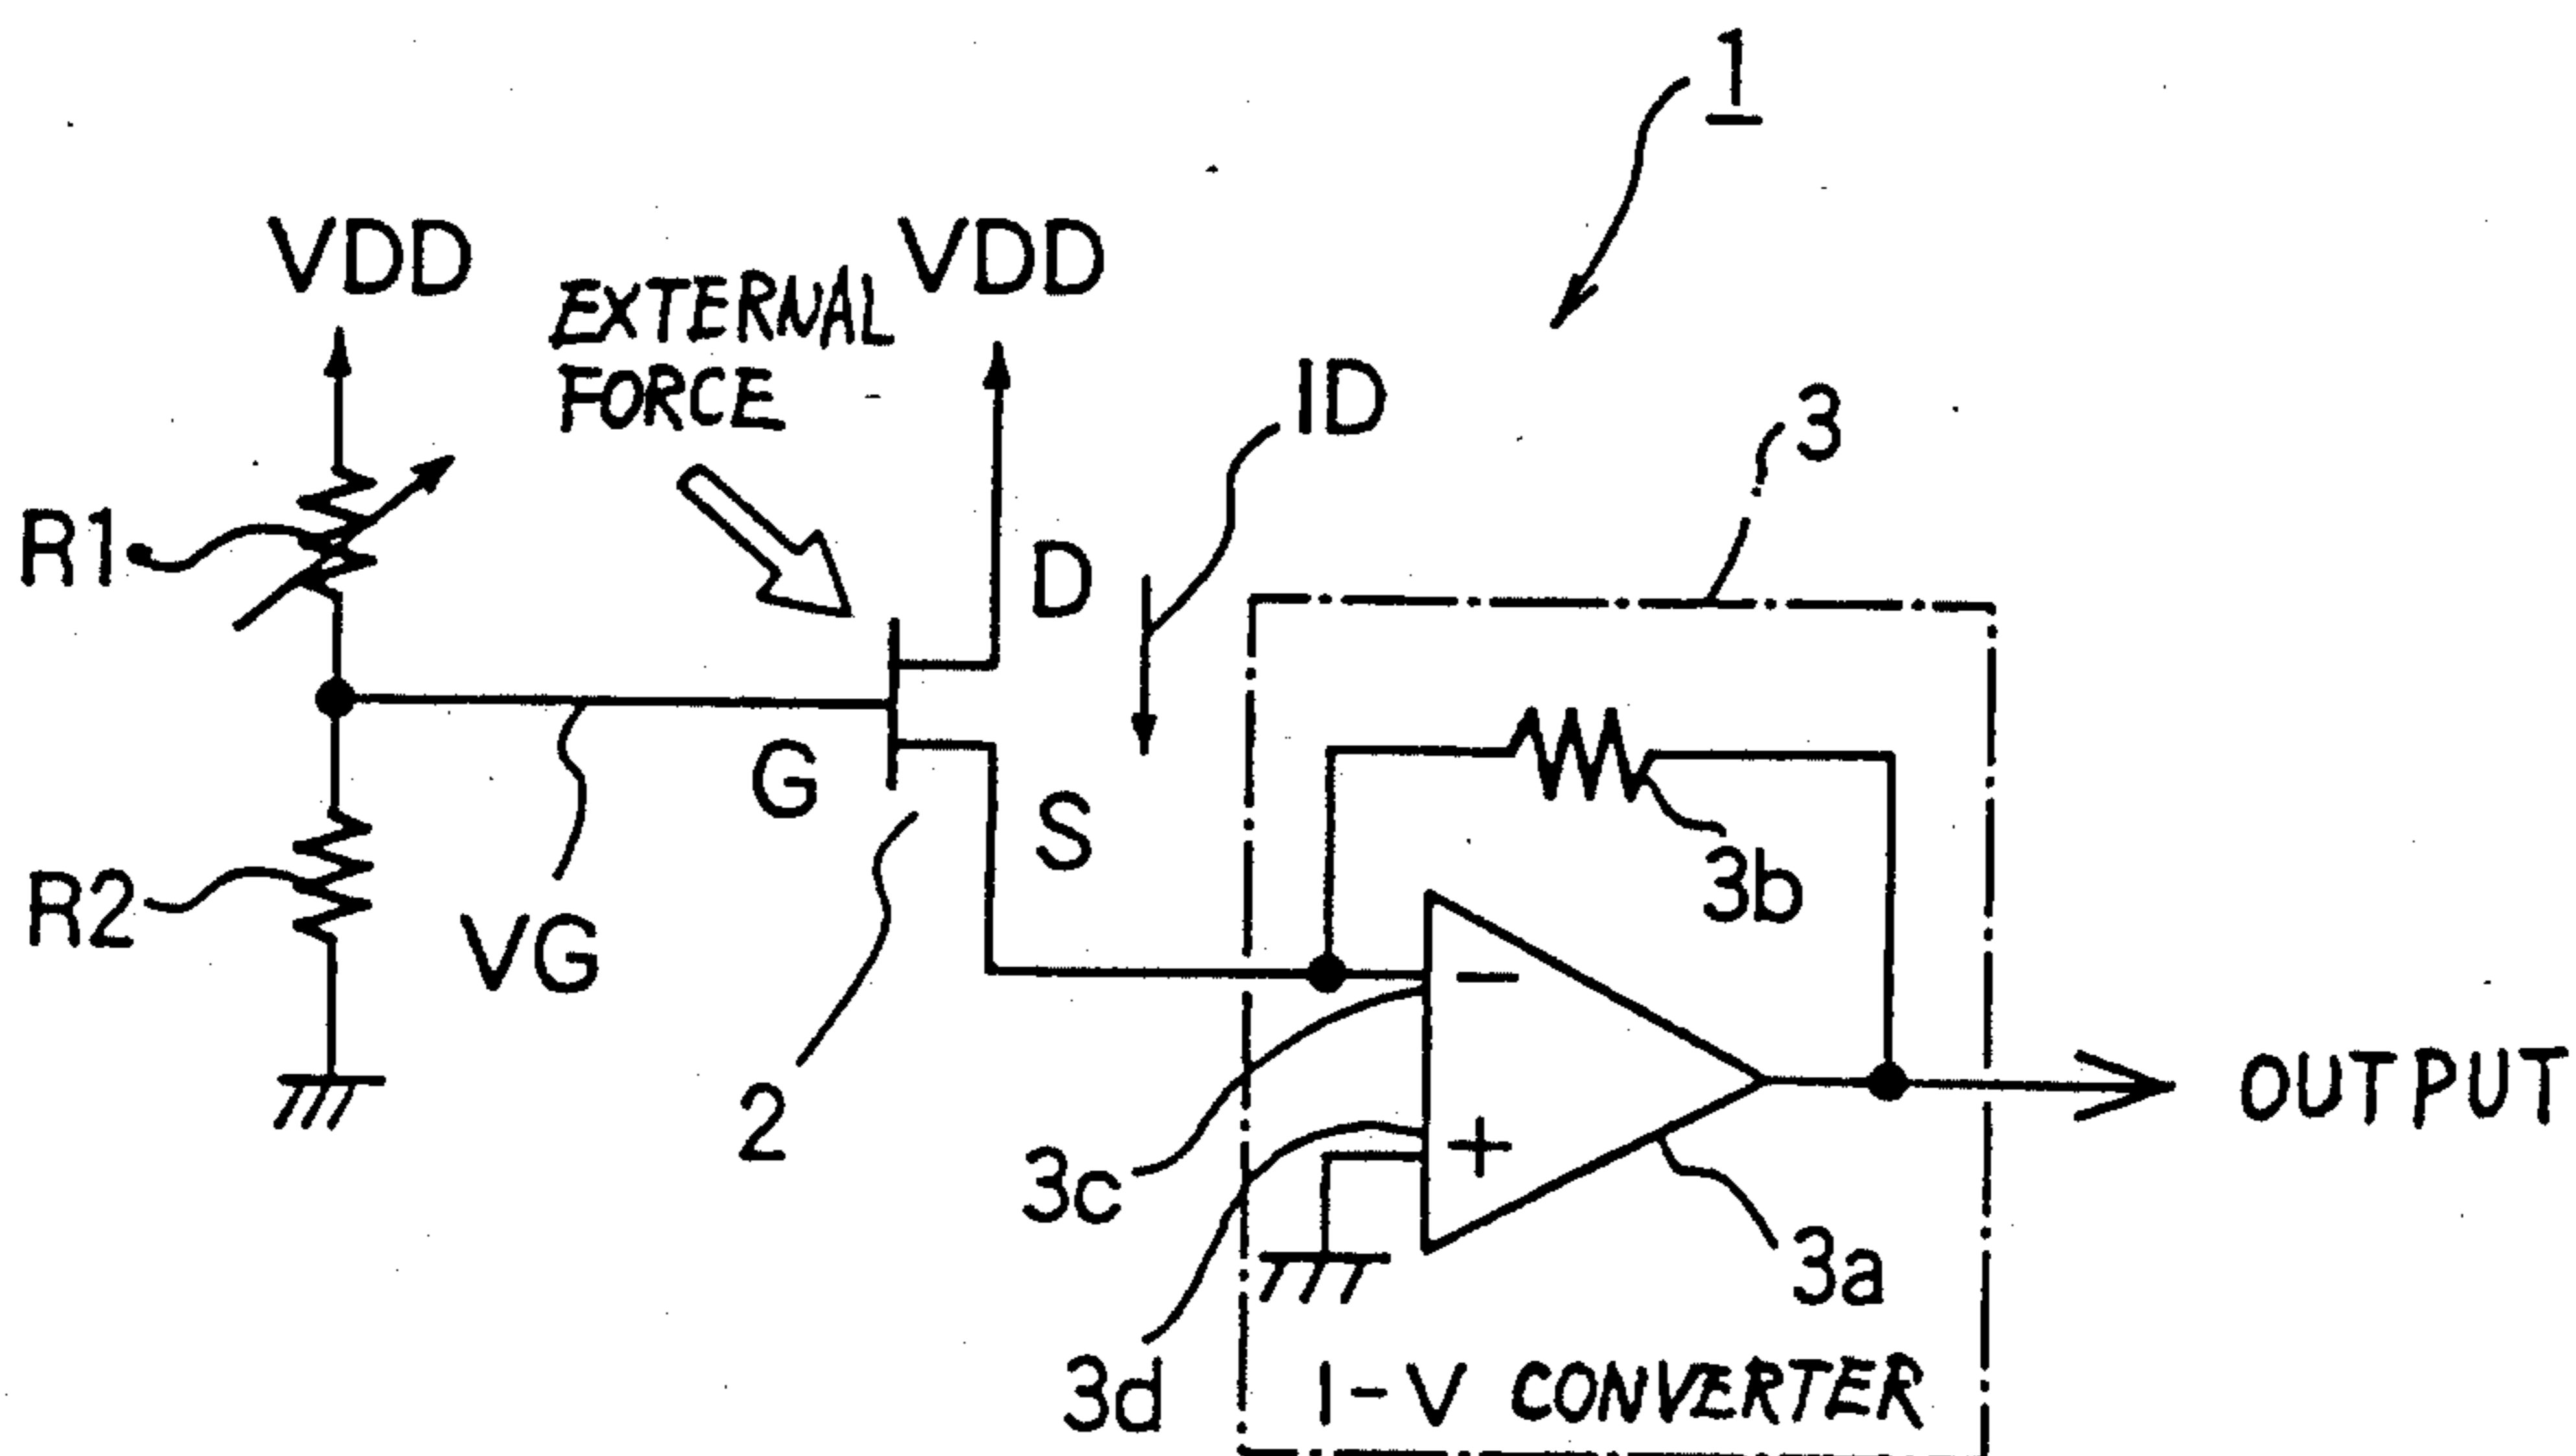 1
VDD
VDD
EXTERNAL
FORCE
ID
3
R1
D
G
S
3b
R2
VG
2
−
+
3c
3a
OUTPUT
3d
I-V CONVERTER